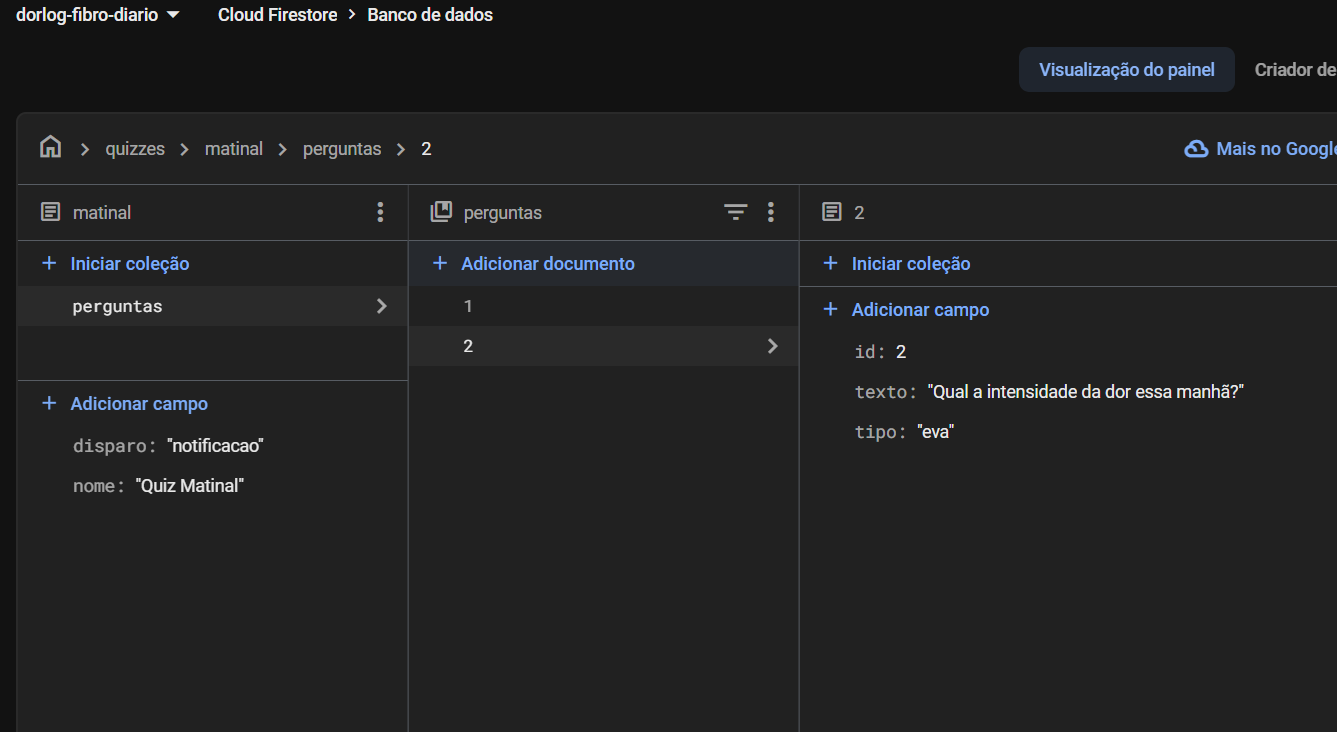 dorlog-fibro-diario Cloud Firestore > Banco de dados
Visualização do painel Criador de
quizzes > matinal > perguntas > 2 Mais no Google
matinal perguntas 2
+ Iniciar coleção + Adicionar documento + Iniciar coleção
perguntas > 1 + Adicionar campo
2 > id: 2
+ Adicionar campo texto: "Qual a intensidade da dor essa manhã?"
disparo: "notificacao" tipo: "eva"
nome: "Quiz Matinal"